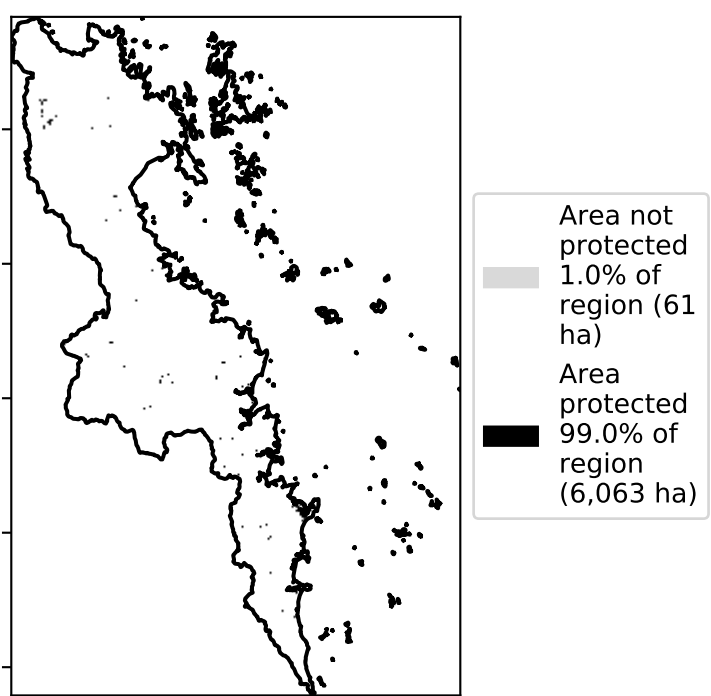 Area not
protected
1.0% of
region (61
ha)
Area
protected
99.0% of
region
(6,063 ha)